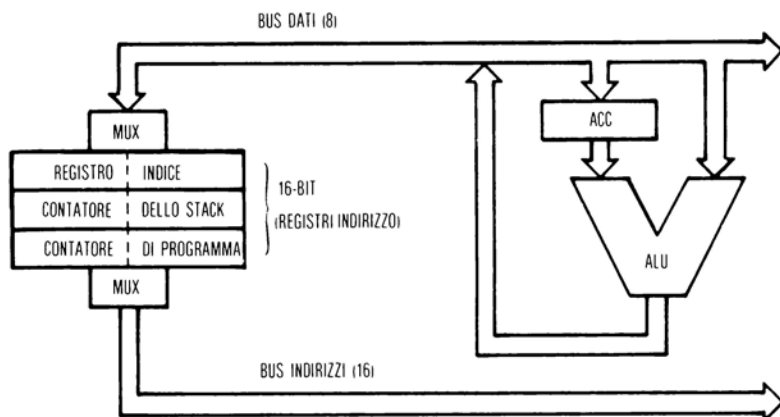 BUS DATI (8)
MUX
ACC
REGISTRO INDICE
CONTATORE DELLO STACK
CONTATORE DI PROGRAMMA
16-BIT
(REGISTRI INDIRIZZO)
ALU
MUX
BUS INDIRIZZI (16)